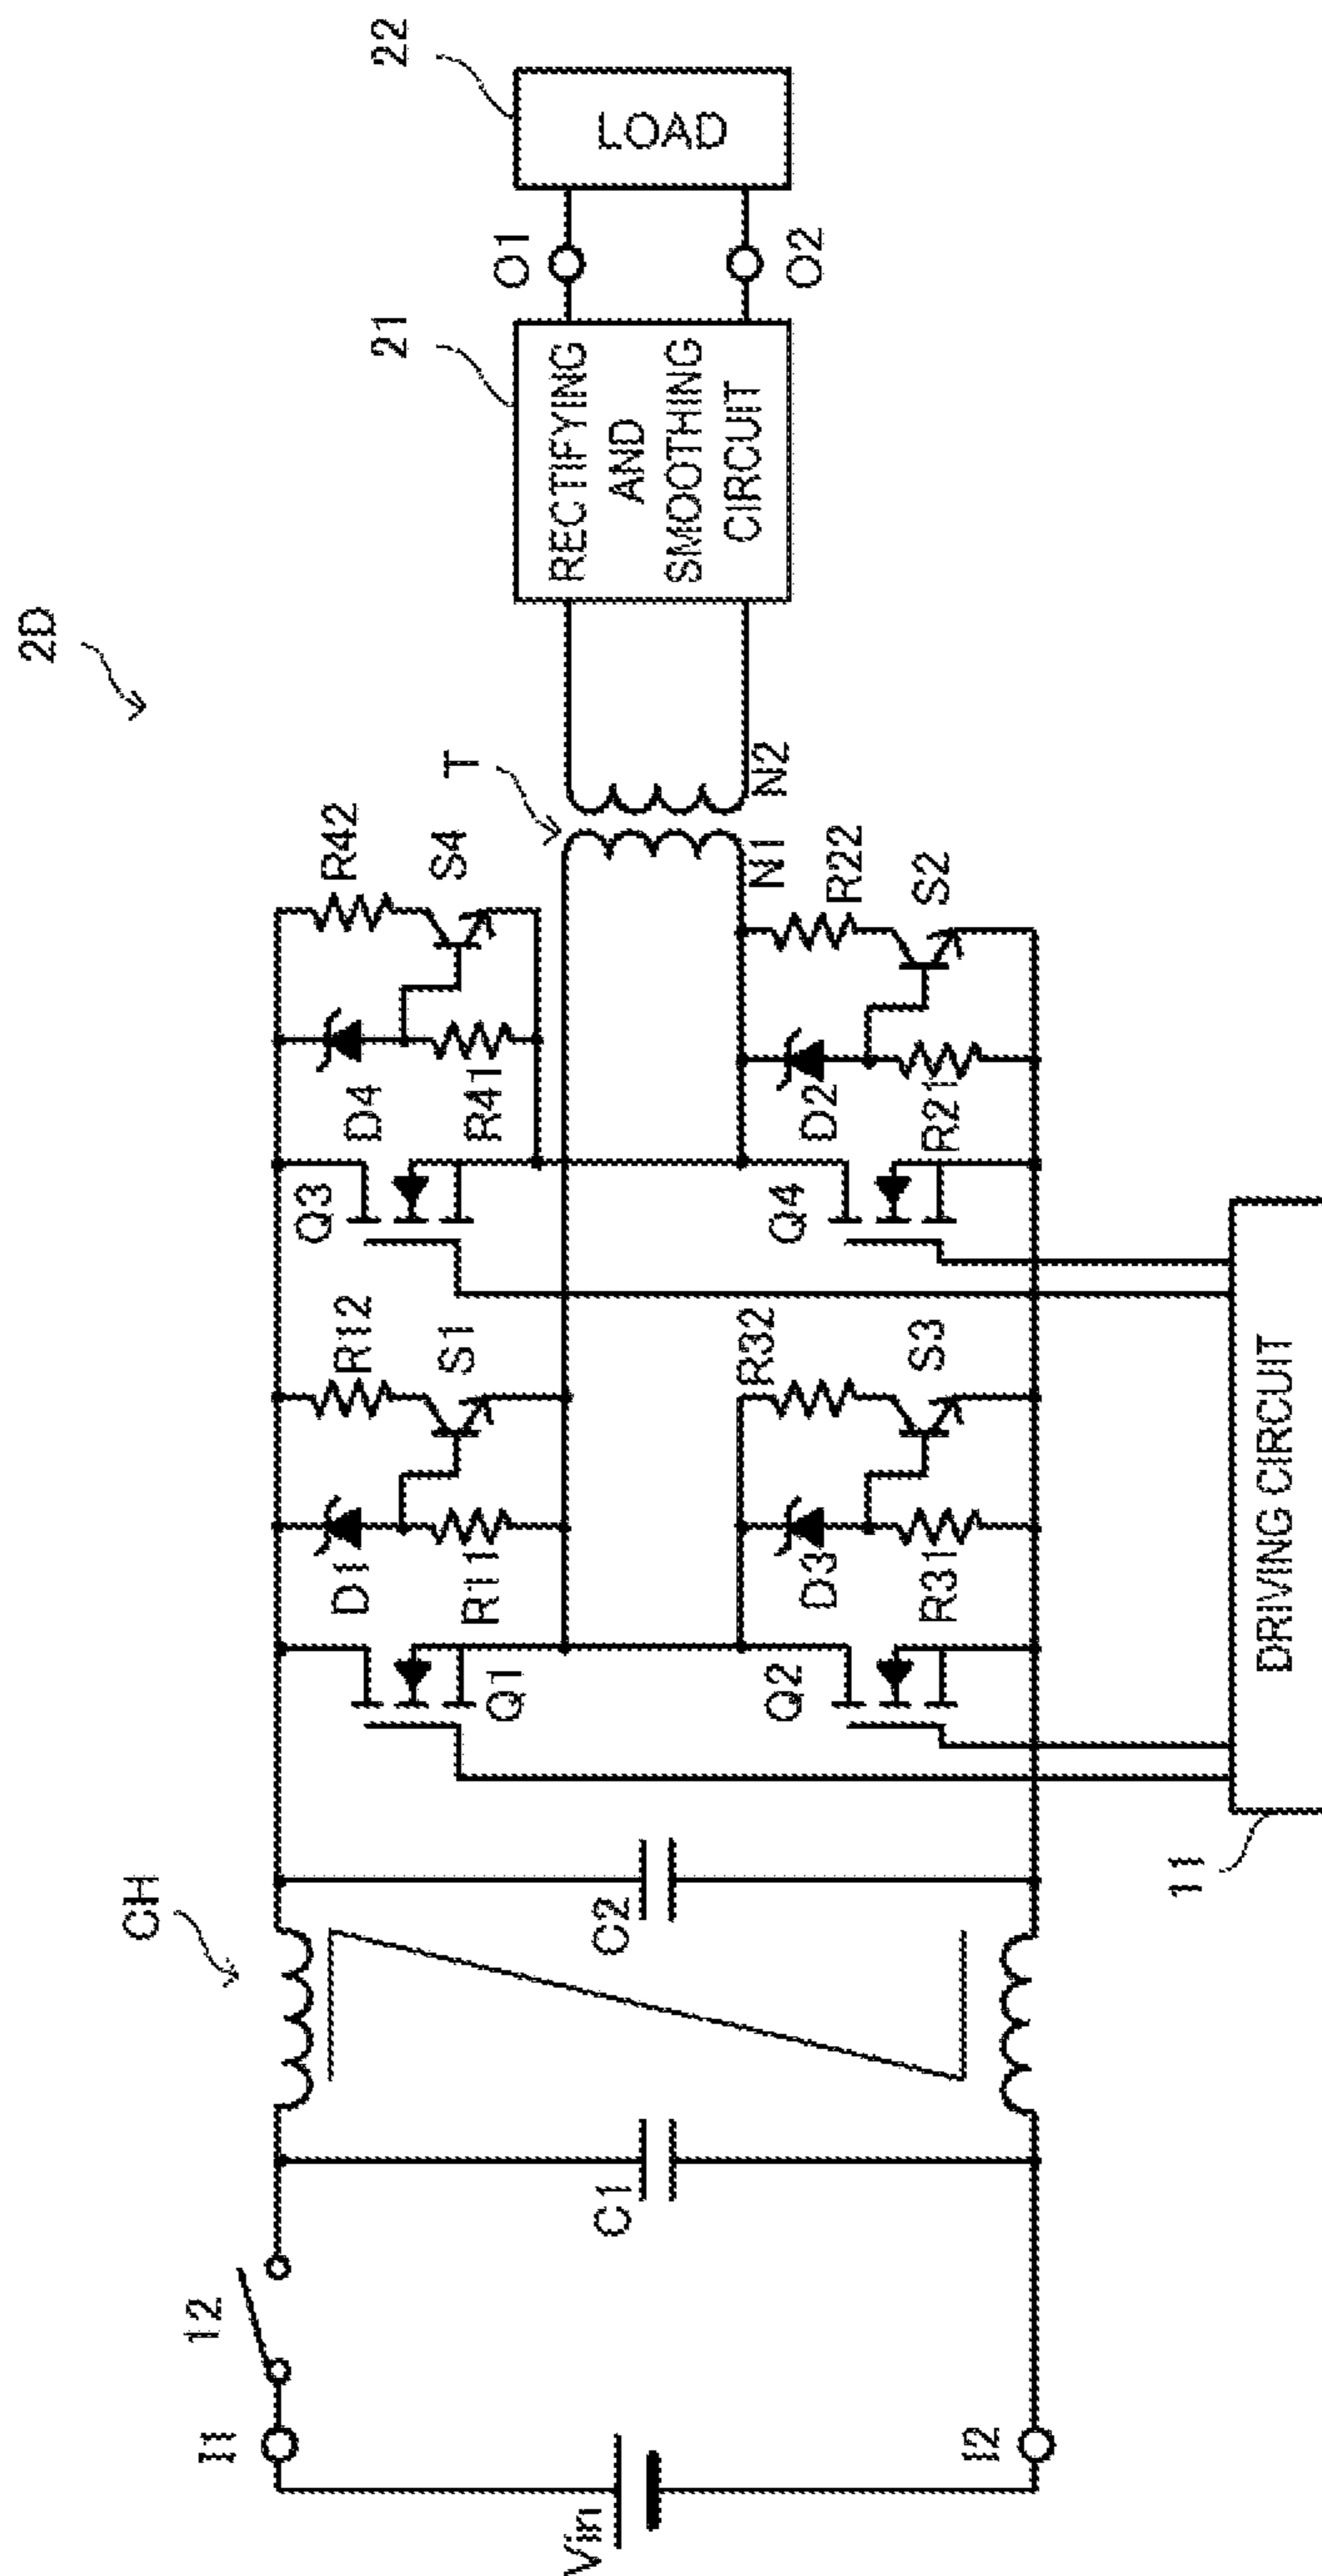 2D
CH
T
21
22
12
I1
Vin
I2
C1
C2
Q1
D1
R11
R12
S1
Q3
D4
R41
R42
S4
Q2
D3
R31
R32
S3
Q4
D2
R21
R22
S2
N1
N2
RECTIFYING
AND
SMOOTHING
CIRCUIT
O1
O2
LOAD
11
DRIVING CIRCUIT